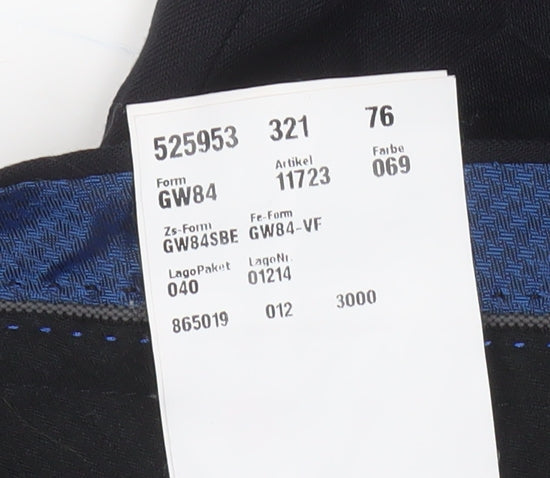 525953 321 76
Form Artikel Farbe
GW84 11723 069
Zs-Form Fe-Form
GW84SBE GW84-VF
LagoPaket LagoNr.
040 01214
865019 012 3000